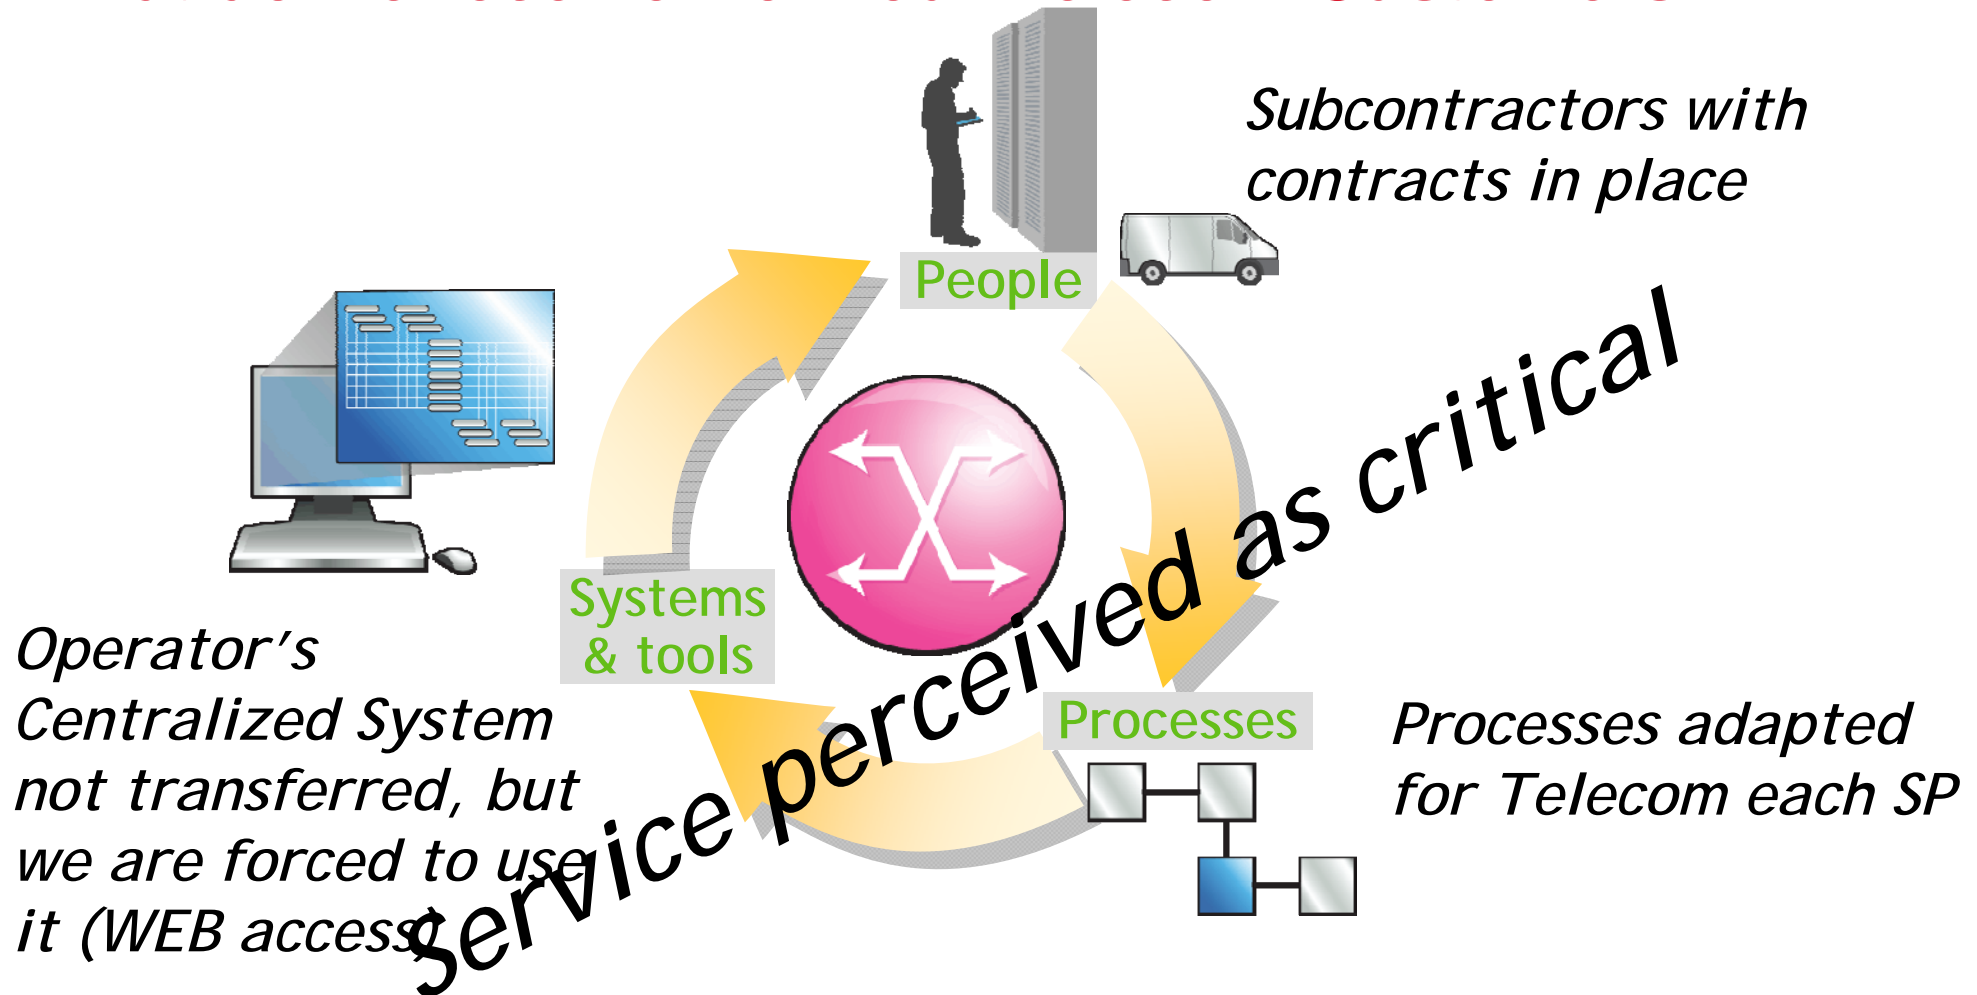 Subcontractors with
contracts in place
People
Systems
& tools
Operator's
Centralized System
not transferred, but
we are forced to use
it (WEB access)
Processes
Processes adapted
for Telecom each SP
Service perceived as critical